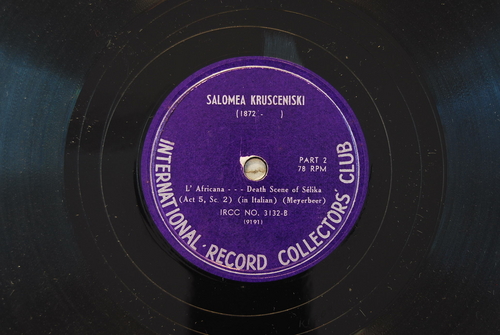 SALOMEA KRUSCENISKI
(1872 - )
PART 2
78 RPM
L' Africana - - - Death Scene of Sélika
(Act 5, Sc. 2) (in Italian) (Meyerbeer)
IRCC NO. 3132-B
(9191)
INTERNATIONAL · RECORD COLLECTORS' CLUB